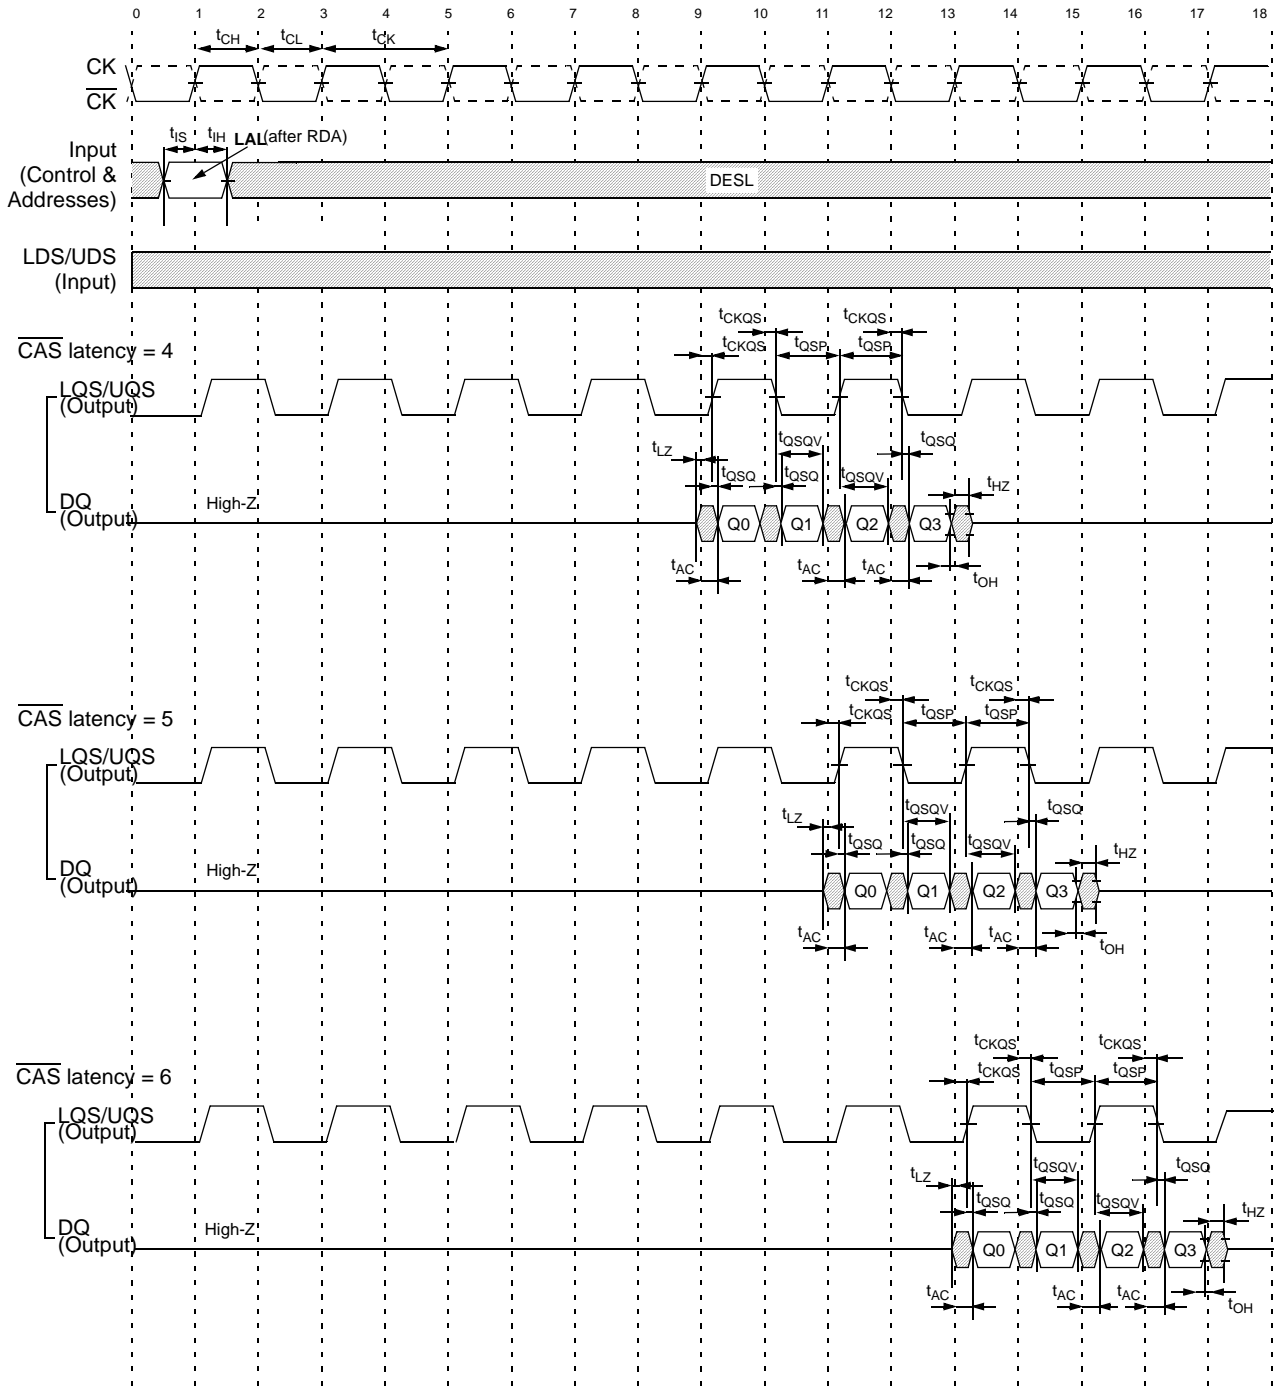 0 1 2 3 4 5 6 7 8 9 10 11 12 13 14 15 16 17 18
tCH tCL tCK
CK
CK
tIS tIH LAL(after RDA)
Input
(Control &
Addresses)
DESL
LDS/UDS
(Input)
tCKQS tCKQS
CAS latency = 4
tCKQS tQSP tQSP
LQS/UQS
(Output)
tLZ tQSQV tQSQ
tQSQ tQSQ tQSQV tHZ
DQ
(Output)
High-Z
Q0 Q1 Q2 Q3
tAC tAC tAC tOH
tCKQS tCKQS
CAS latency = 5
tCKQS tQSP tQSP
LQS/UQS
(Output)
tLZ tQSQV tQSQ
tQSQ tQSQ tQSQV tHZ
DQ
(Output)
High-Z
Q0 Q1 Q2 Q3
tAC tAC tAC tOH
tCKQS tCKQS
CAS latency = 6
tCKQS tQSP tQSP
LQS/UQS
(Output)
tLZ tQSQV tQSQ
tQSQ tQSQ tQSQV tHZ
DQ
(Output)
High-Z
Q0 Q1 Q2 Q3
tAC tAC tAC tOH